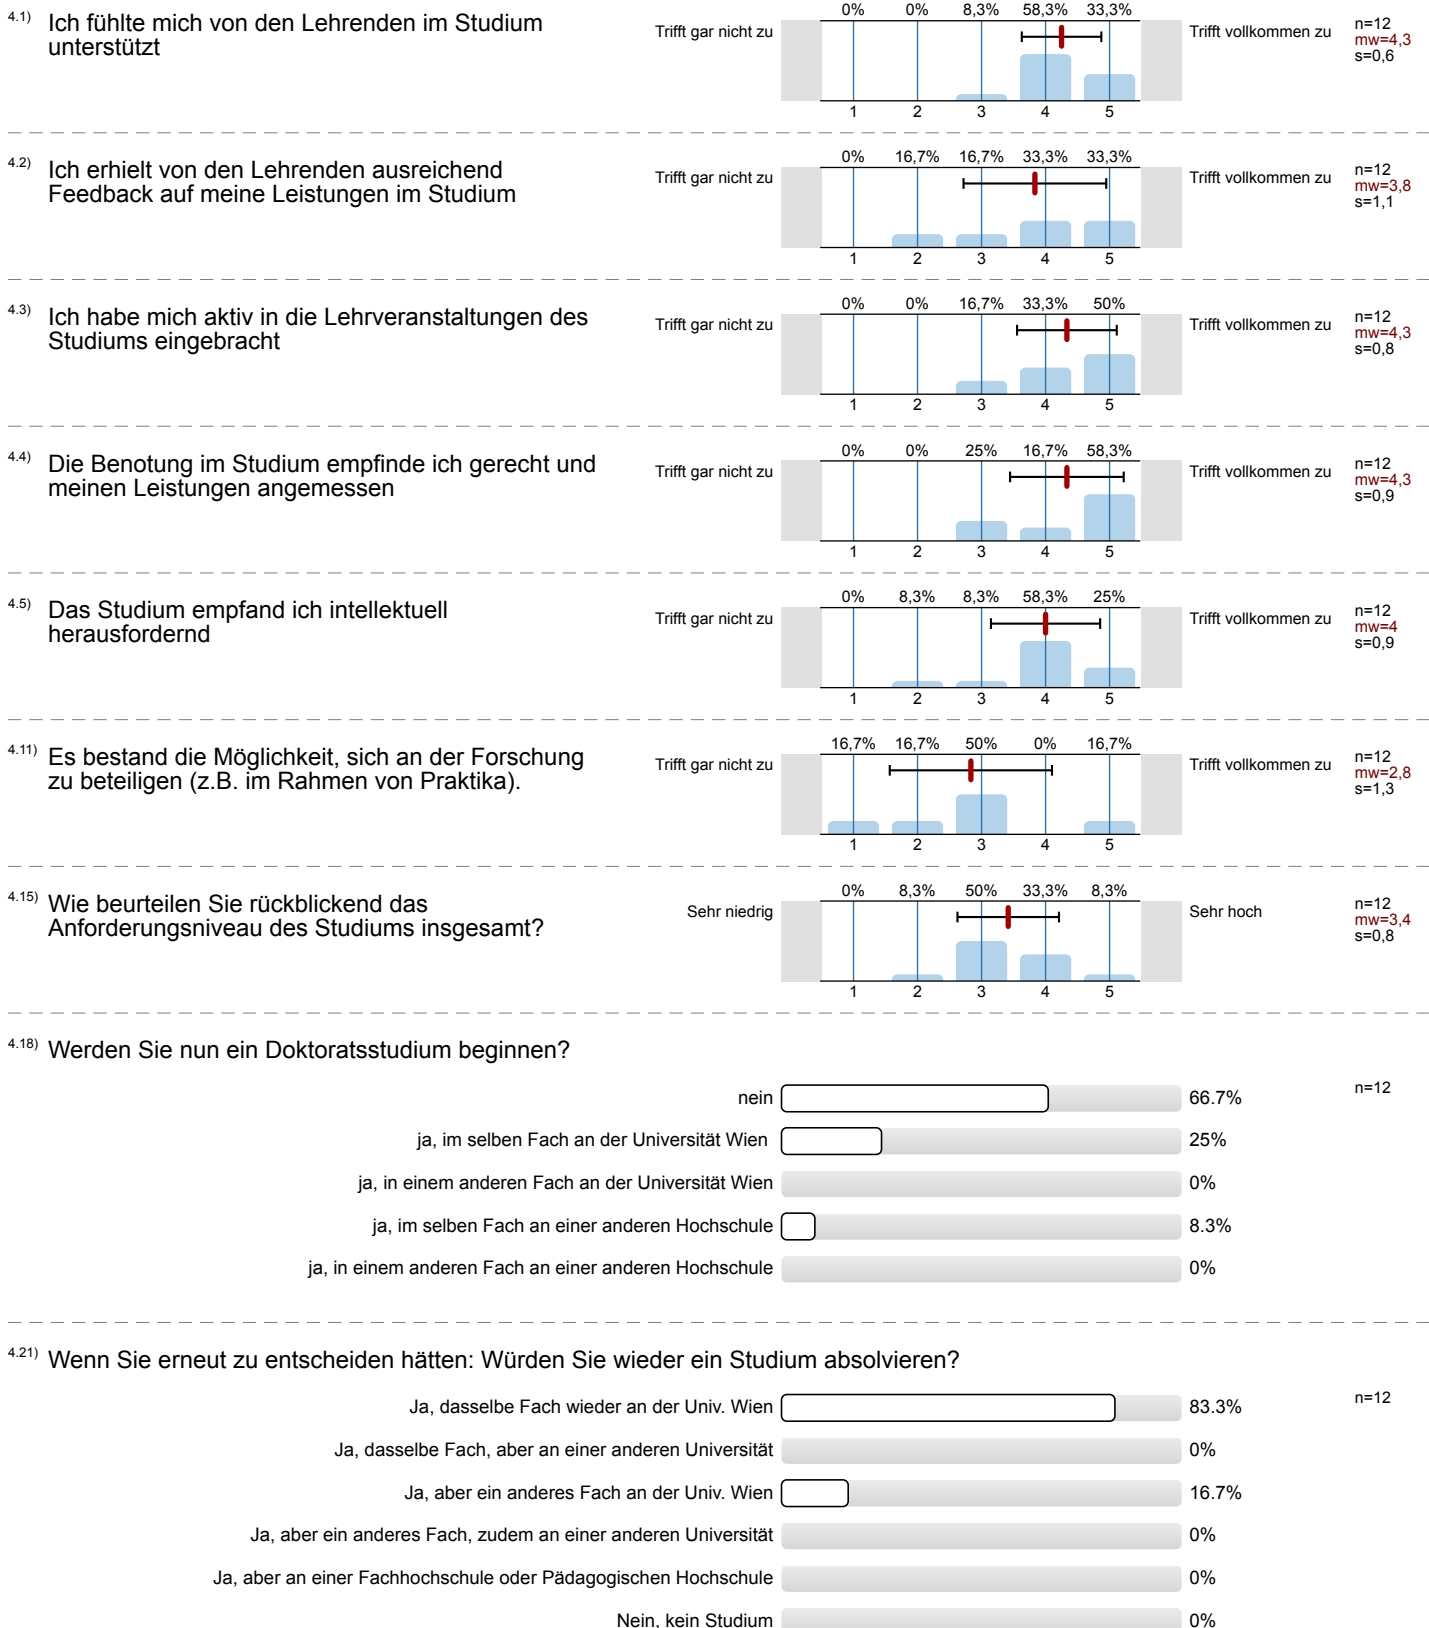 4.1) Ich fühlte mich von den Lehrenden im Studium
unterstützt
Trifft gar nicht zu
0% 0% 8,3% 58,3% 33,3%
1 2 3 4 5
Trifft vollkommen zu
n=12
mw=4,3
s=0,6
4.2) Ich erhielt von den Lehrenden ausreichend
Feedback auf meine Leistungen im Studium
Trifft gar nicht zu
0% 16,7% 16,7% 33,3% 33,3%
1 2 3 4 5
Trifft vollkommen zu
n=12
mw=3,8
s=1,1
4.3) Ich habe mich aktiv in die Lehrveranstaltungen des
Studiums eingebracht
Trifft gar nicht zu
0% 0% 16,7% 33,3% 50%
1 2 3 4 5
Trifft vollkommen zu
n=12
mw=4,3
s=0,8
4.4) Die Benotung im Studium empfinde ich gerecht und
meinen Leistungen angemessen
Trifft gar nicht zu
0% 0% 25% 16,7% 58,3%
1 2 3 4 5
Trifft vollkommen zu
n=12
mw=4,3
s=0,9
4.5) Das Studium empfand ich intellektuell
herausfordernd
Trifft gar nicht zu
0% 8,3% 8,3% 58,3% 25%
1 2 3 4 5
Trifft vollkommen zu
n=12
mw=4
s=0,9
4.11) Es bestand die Möglichkeit, sich an der Forschung
zu beteiligen (z.B. im Rahmen von Praktika).
Trifft gar nicht zu
16,7% 16,7% 50% 0% 16,7%
1 2 3 4 5
Trifft vollkommen zu
n=12
mw=2,8
s=1,3
4.15) Wie beurteilen Sie rückblickend das
Anforderungsniveau des Studiums insgesamt?
Sehr niedrig
0% 8,3% 50% 33,3% 8,3%
1 2 3 4 5
Sehr hoch
n=12
mw=3,4
s=0,8
4.18) Werden Sie nun ein Doktoratsstudium beginnen?
nein 66.7% n=12
ja, im selben Fach an der Universität Wien 25%
ja, in einem anderen Fach an der Universität Wien 0%
ja, im selben Fach an einer anderen Hochschule 8.3%
ja, in einem anderen Fach an einer anderen Hochschule 0%
4.21) Wenn Sie erneut zu entscheiden hätten: Würden Sie wieder ein Studium absolvieren?
Ja, dasselbe Fach wieder an der Univ. Wien 83.3% n=12
Ja, dasselbe Fach, aber an einer anderen Universität 0%
Ja, aber ein anderes Fach an der Univ. Wien 16.7%
Ja, aber ein anderes Fach, zudem an einer anderen Universität 0%
Ja, aber an einer Fachhochschule oder Pädagogischen Hochschule 0%
Nein, kein Studium 0%